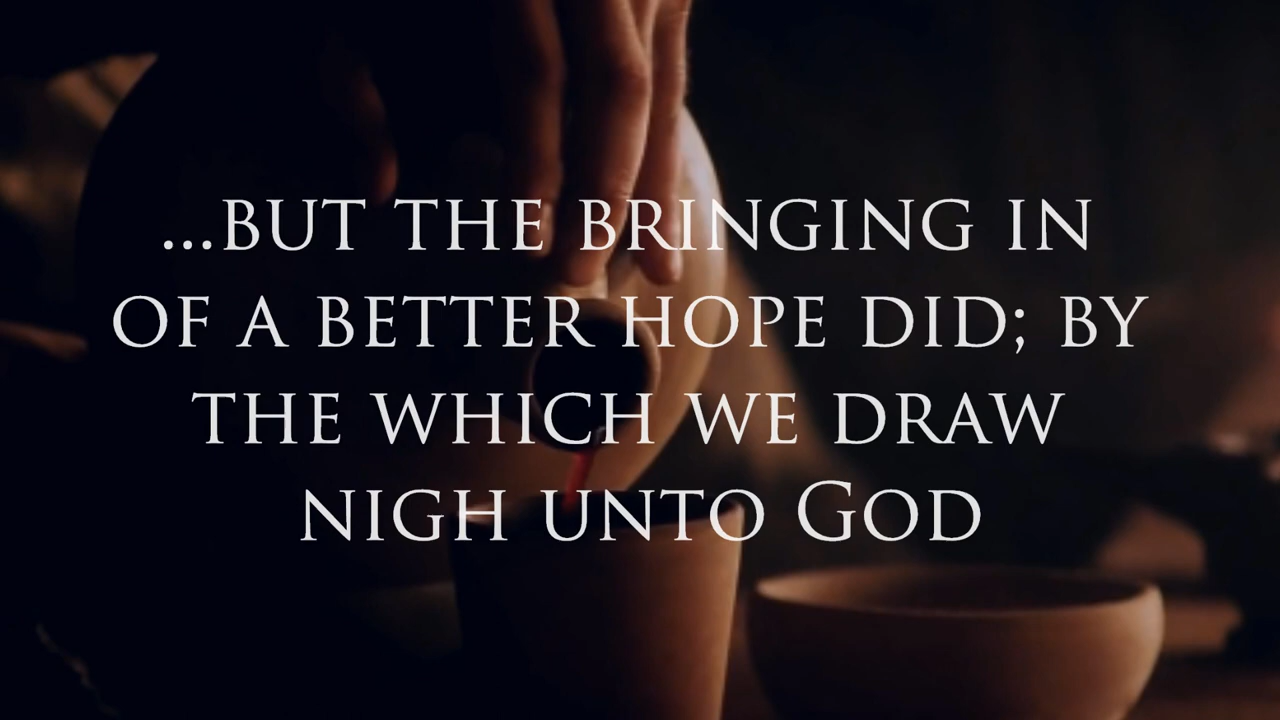 ...BUT THE BRINGING IN
OF A BETTER HOPE DID; BY
THE WHICH WE DRAW
NIGH UNTO GOD